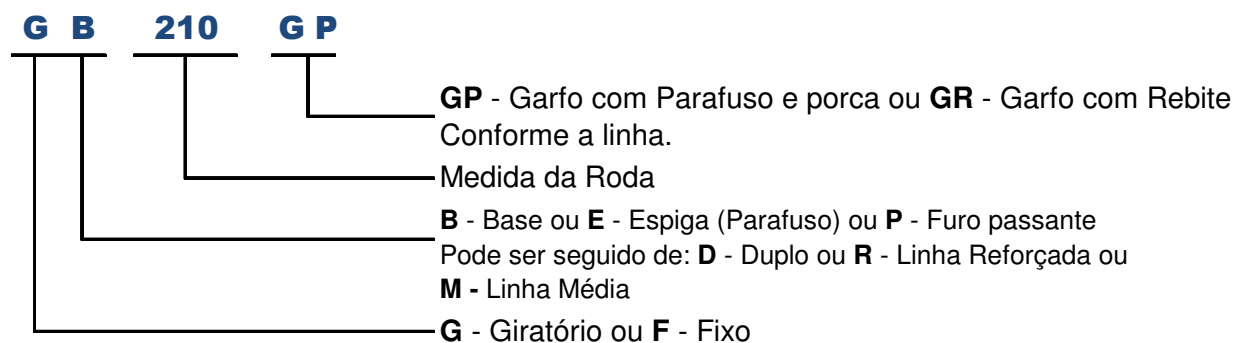 G B 210 G P
GP - Garfo com Parafuso e porca ou GR - Garfo com Rebite
Conforme a linha.
Medida da Roda
B - Base ou E - Espiga (Parafuso) ou P - Furo passante
Pode ser seguido de: D - Duplo ou R - Linha Reforçada ou
M - Linha Média
G - Giratório ou F - Fixo